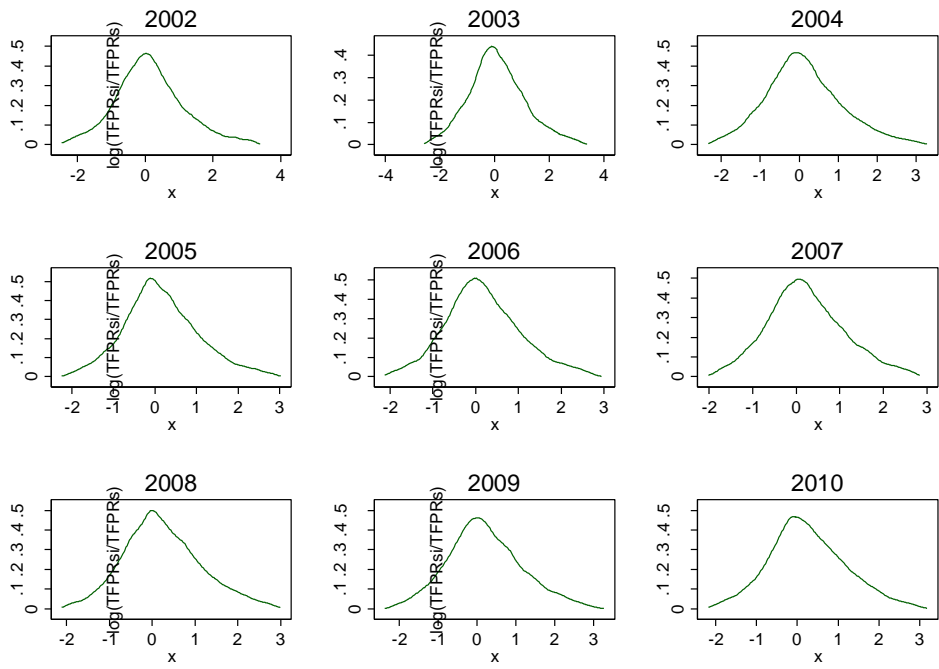 2002
log(TFPRsi/TFPRs)
0 .1 .2 .3 .4 .5
-2 0 2 4
x
2003
log(TFPRsi/TFPRs)
0 .1 .2 .4
-4 -2 0 2 4
x
2004
0 .1 .2 .3 .4 .5
-2 -1 0 1 2 3
x
2005
log(TFPRsi/TFPRs)
0 .1 .2 .3 .4 .5
-2 -1 0 1 2 3
x
2006
log(TFPRsi/TFPRs)
0 .1 .2 .3 .4 .5
-2 -1 0 1 2 3
x
2007
0 .1 .2 .3 .4 .5
-2 -1 0 1 2 3
x
2008
log(TFPRsi/TFPRs)
0 .1 .2 .3 .4 .5
-2 -1 0 1 2 3
x
2009
log(TFPRsi/TFPRs)
0 .1 .2 .3 .4 .5
-2 -1 0 1 2 3
x
2010
0 .1 .2 .3 .4 .5
-2 -1 0 1 2 3
x